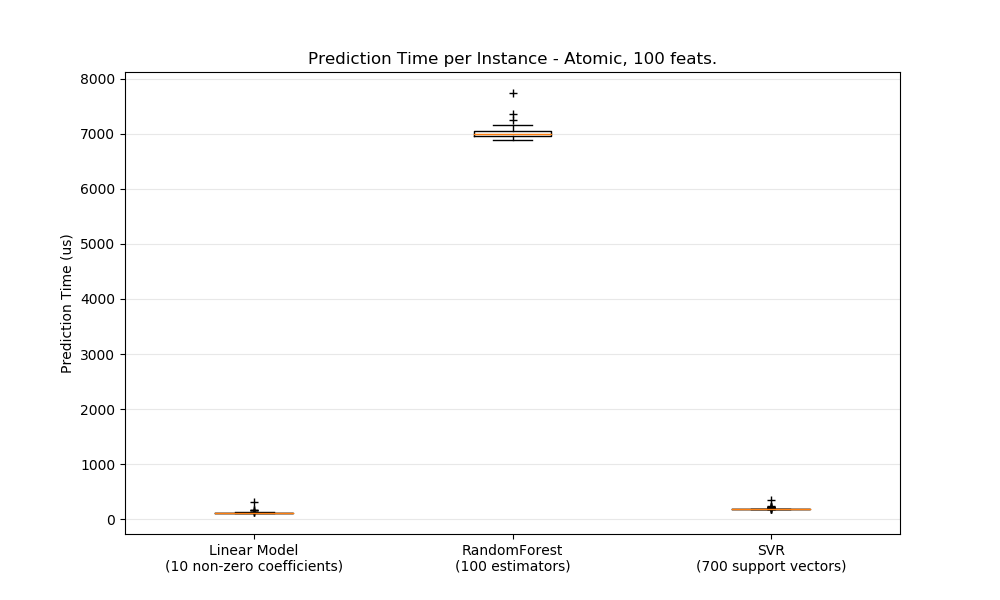 Prediction Time per Instance - Atomic, 100 feats.
Prediction Time (us)
8000
7000
6000
5000
4000
3000
2000
1000
0
Linear Model
(10 non-zero coefficients)
RandomForest
(100 estimators)
SVR
(700 support vectors)